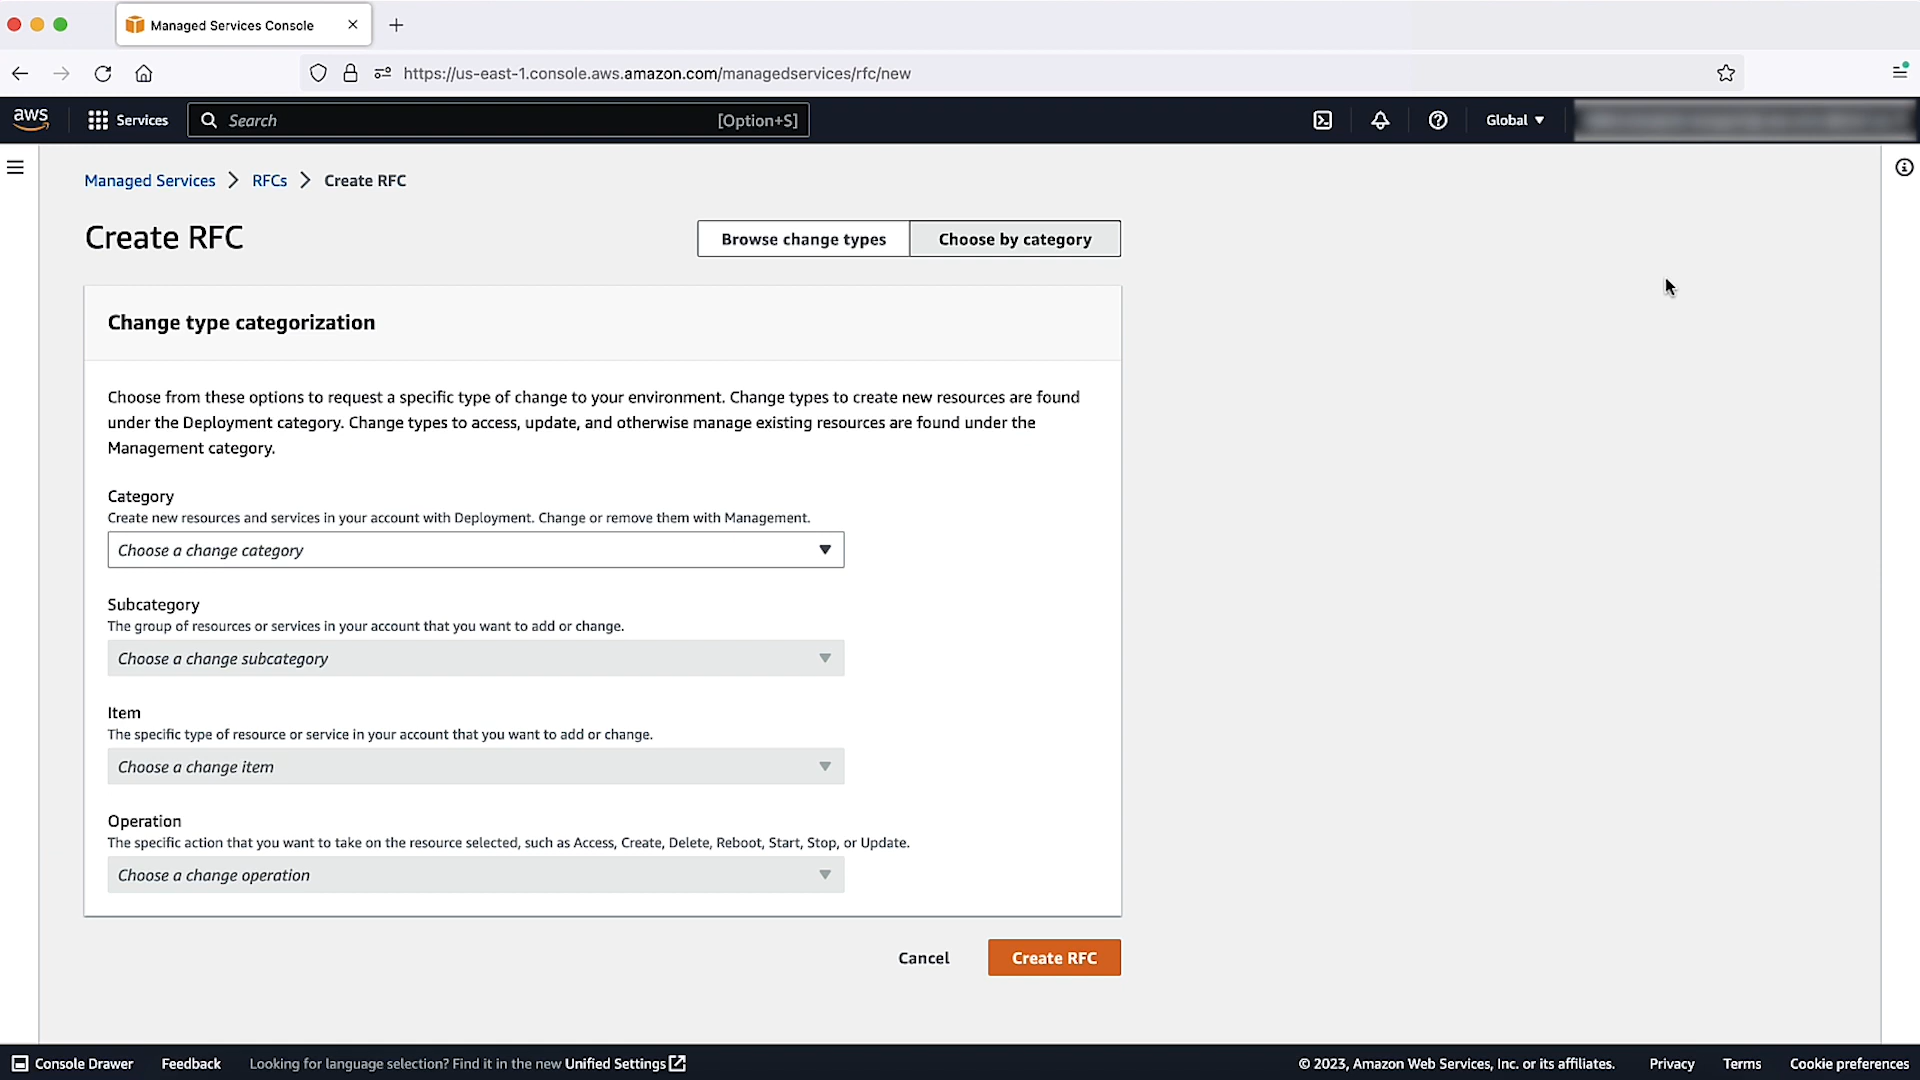 Managed Services Console
https://us-east-1.console.aws.amazon.com/managedservices/rfc/new
aws
Services
Search
[Option+S]
Global
Managed Services > RFCs > Create RFC
Create RFC
Browse change types
Choose by category
Change type categorization
Choose from these options to request a specific type of change to your environment. Change types to create new resources are found
under the Deployment category. Change types to access, update, and otherwise manage existing resources are found under the
Management category.
Category
Create new resources and services in your account with Deployment. Change or remove them with Management.
Choose a change category
Subcategory
The group of resources or services in your account that you want to add or change.
Choose a change subcategory
Item
The specific type of resource or service in your account that you want to add or change.
Choose a change item
Operation
The specific action that you want to take on the resource selected, such as Access, Create, Delete, Reboot, Start, Stop, or Update.
Choose a change operation
Cancel
Create RFC
Console Drawer
Feedback
Looking for language selection? Find it in the new Unified Settings
© 2023, Amazon Web Services, Inc. or its affiliates.
Privacy
Terms
Cookie preferences